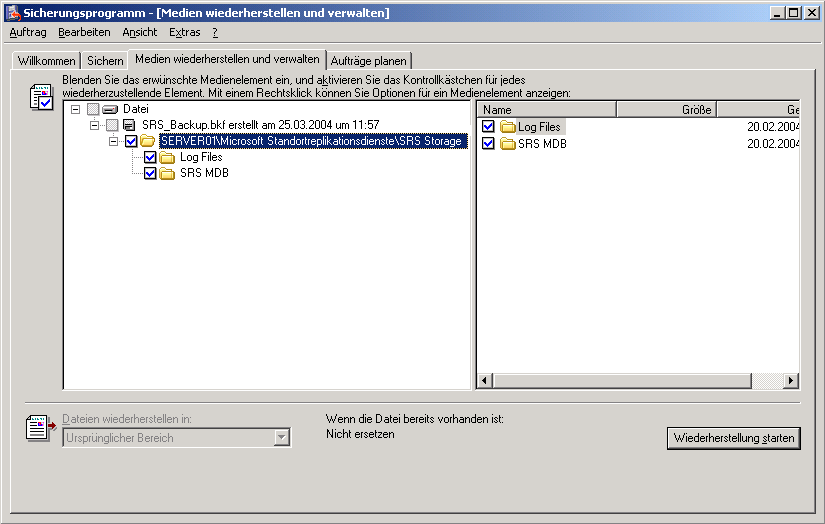 Sicherungsprogramm - [Medien wiederherstellen und verwalten]
Auftrag Bearbeiten Ansicht Extras ?
Willkommen Sichern Medien wiederherstellen und verwalten Aufträge planen
Blenden Sie das erwünschte Medienelement ein, und aktivieren Sie das Kontrollkästchen für jedes
wiederherzustellende Element. Mit einem Rechtsklick können Sie Optionen für ein Medienelement anzeigen:
Datei
SRS_Backup.bkf erstellt am 25.03.2004 um 11:57
SERVER01\Microsoft Standortreplikationsdienste\SRS Storage
Log Files
SRS MDB
Name Größe Ge
Log Files 20.02.2004
SRS MDB 20.02.2004
Dateien wiederherstellen in:
Ursprünglicher Bereich
Wenn die Datei bereits vorhanden ist:
Nicht ersetzen
Wiederherstellung starten